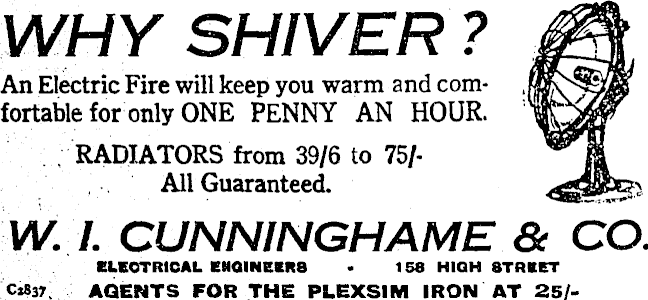 WHY SHIVER?
An Electric Fire will keep you warm and com-
fortable for only ONE PENNY AN HOUR.
RADIATORS from 39/6 to 75/-
All Guaranteed.
W. I. CUNNINGHAME & CO.
ELECTRICAL ENGINEERS - 158 HIGH STREET
C2837. AGENTS FOR THE PLEXSIM IRON AT 25/-